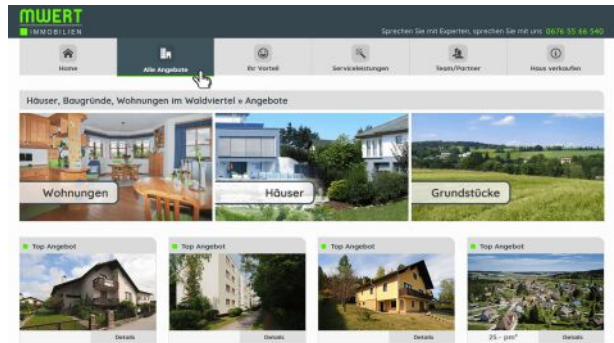 MWERT
IMMOBILIEN
Sprechen Sie mit Experten, sprechen Sie mit uns 0676 55 66 540
Home
Alle Angebote
Ihr Vorteil
Serviceleistungen
Team/Partner
Haus verkaufen
Häuser, Baugründe, Wohnungen im Waldviertel » Angebote
Wohnungen
Häuser
Grundstücke
Top Angebot
Top Angebot
Top Angebot
Top Angebot
Details
Details
Details
25.- pm²
Details